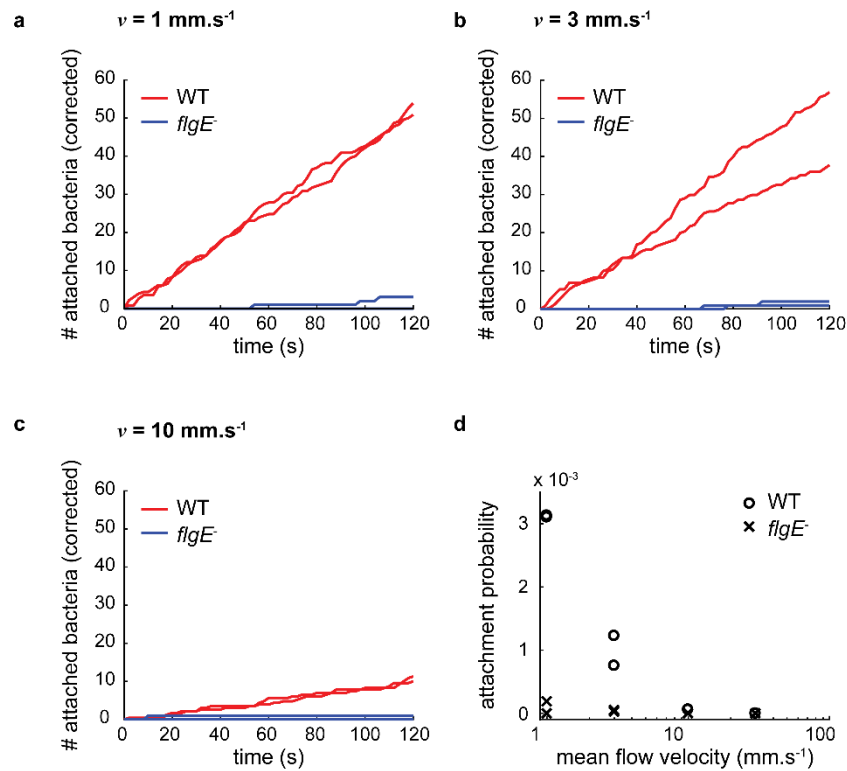 a
v = 1 mm.s⁻¹
# attached bacteria (corrected)
60
50
40
30
20
10
0
WT
flgE⁻
0 20 40 60 80 100 120
time (s)
b
v = 3 mm.s⁻¹
# attached bacteria (corrected)
60
50
40
30
20
10
0
WT
flgE⁻
0 20 40 60 80 100 120
time (s)
c
v = 10 mm.s⁻¹
# attached bacteria (corrected)
60
50
40
30
20
10
0
WT
flgE⁻
0 20 40 60 80 100 120
time (s)
d
x 10⁻³
attachment probability
3
2
1
0
WT
flgE⁻
1 10 100
mean flow velocity (mm.s⁻¹)